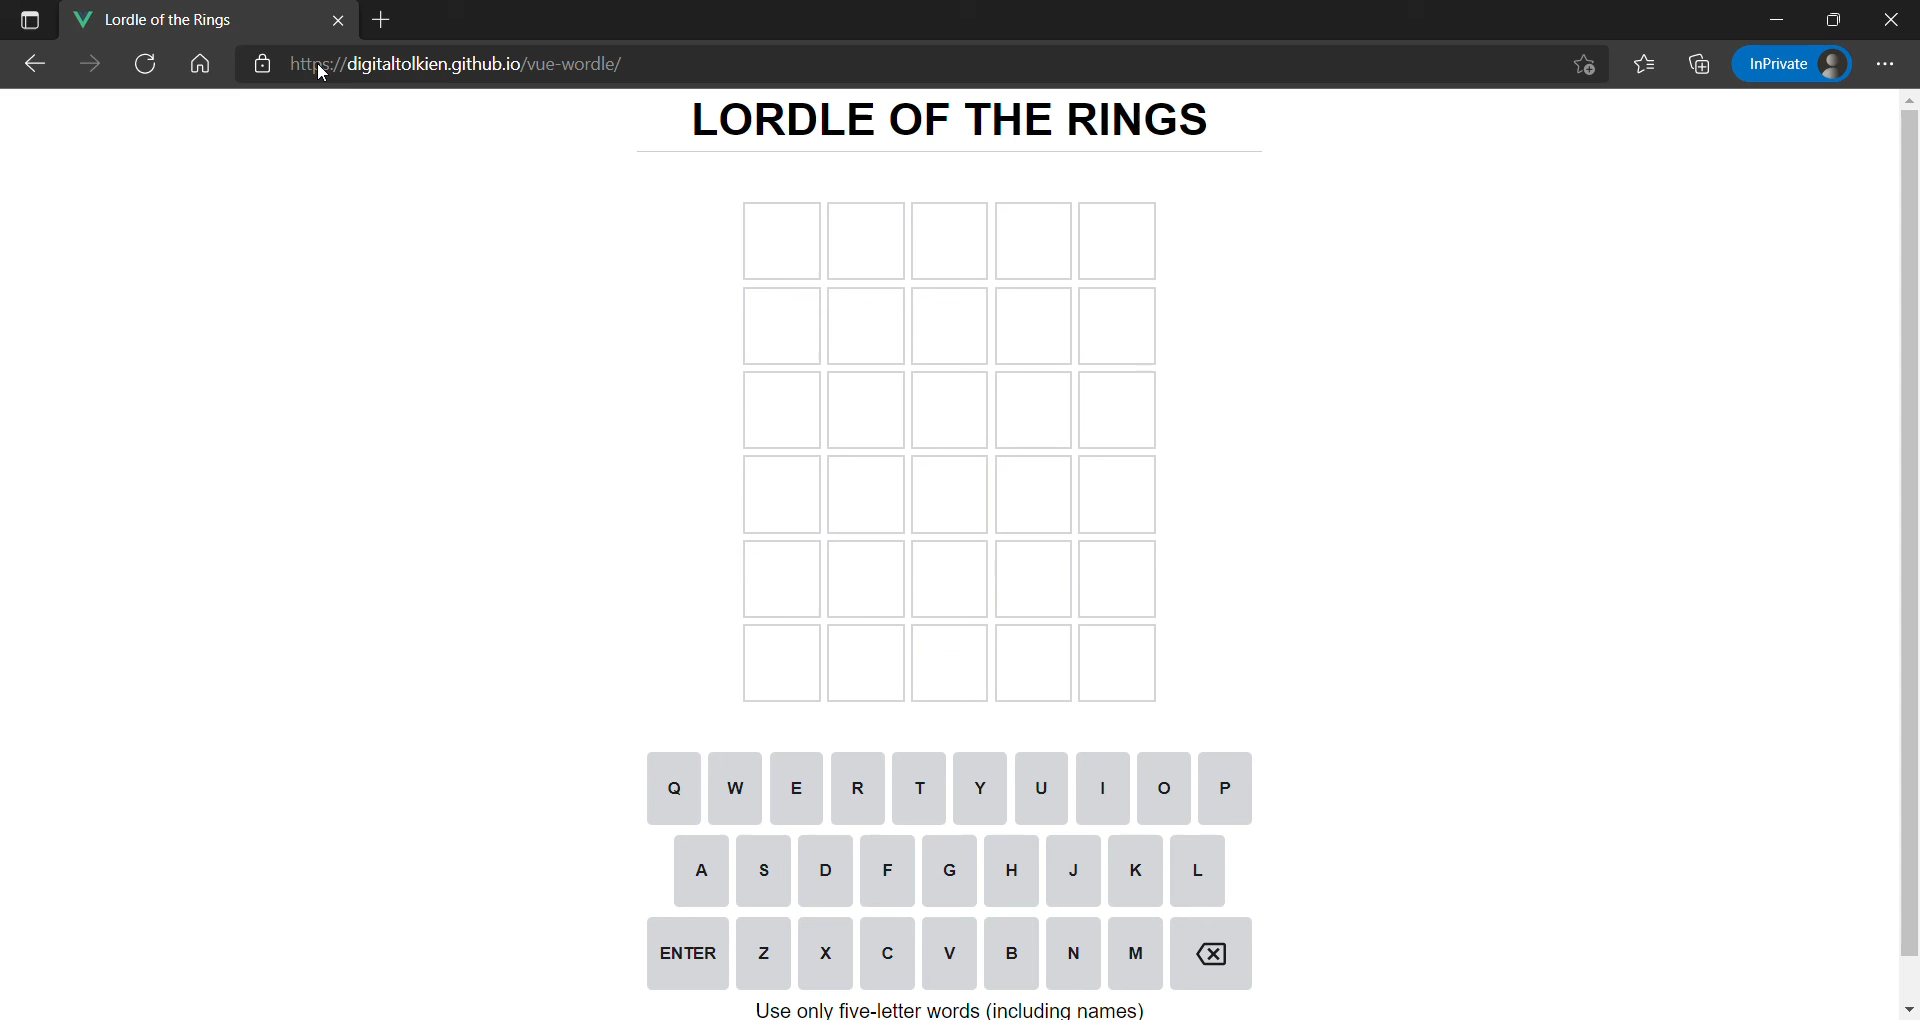 Lordle of the Rings
https://digitaltolkien.github.io/vue-wordle/
InPrivate
LORDLE OF THE RINGS
Q W E R T Y U I O P
A S D F G H J K L
ENTER Z X C V B N M
Use only five-letter words (including names)